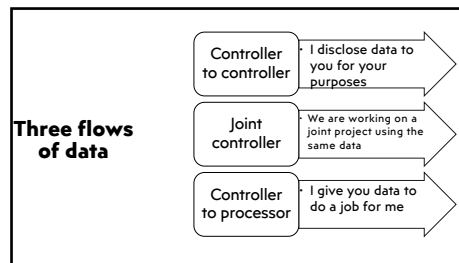 Three flows
of data
Controller
to controller
• I disclose data to
you for your
purposes
Joint
controller
• We are working on a
joint project using the
same data
Controller
to processor
• I give you data to
do a job for me